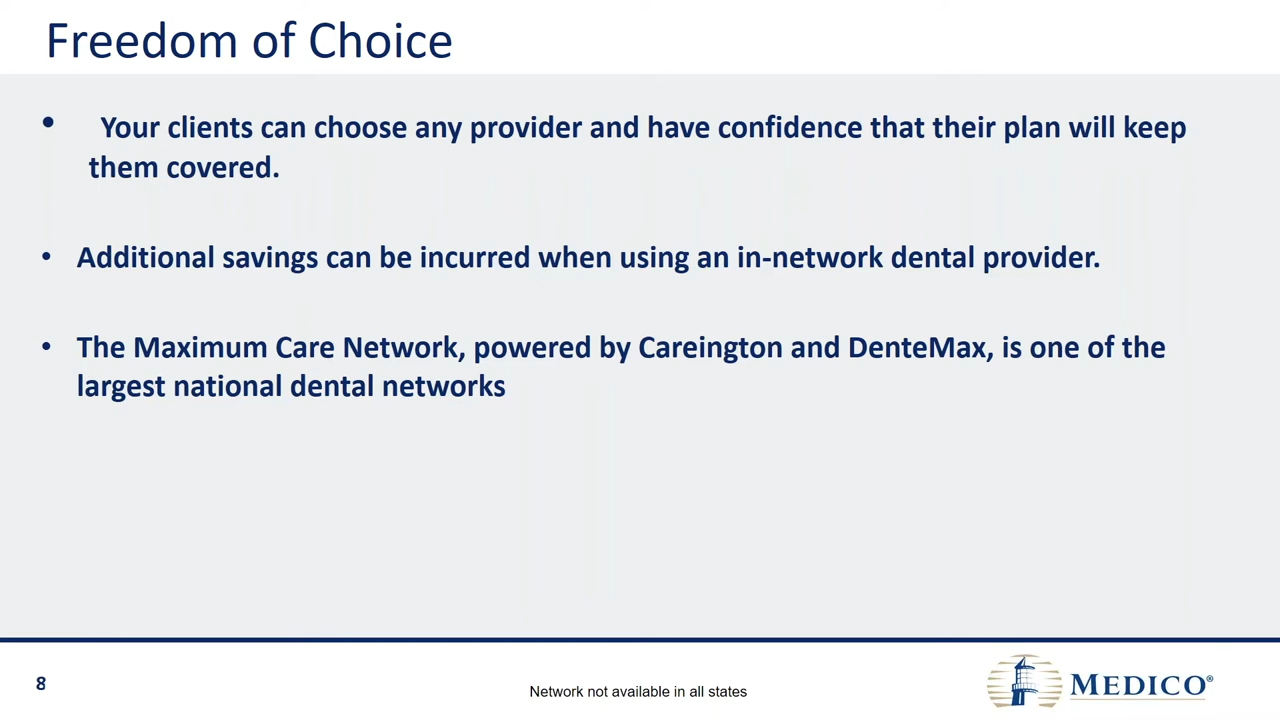 Freedom of Choice
• Your clients can choose any provider and have confidence that their plan will keep
them covered.
• Additional savings can be incurred when using an in-network dental provider.
• The Maximum Care Network, powered by Careington and DenteMax, is one of the
largest national dental networks
8
Network not available in all states
MEDICO®